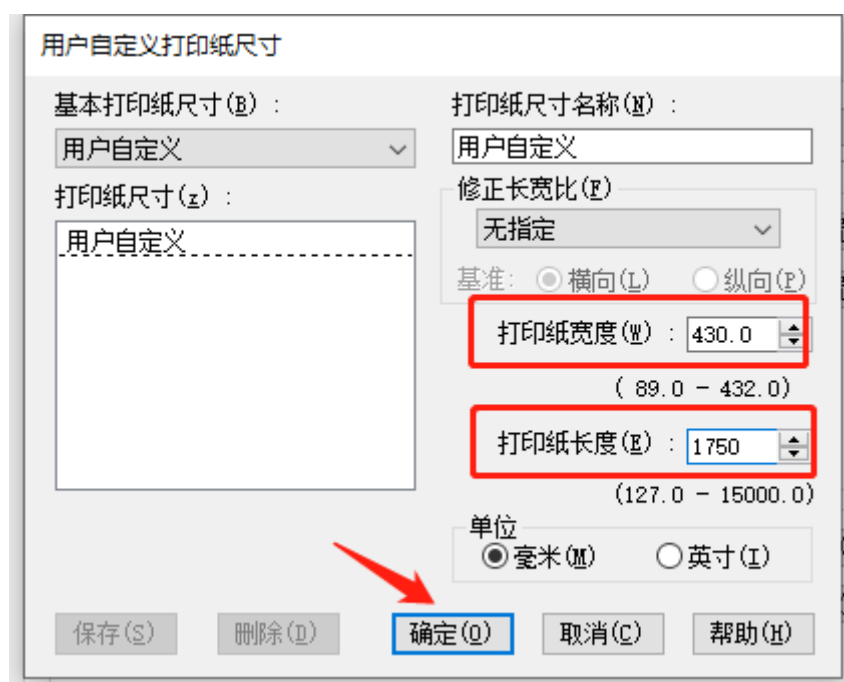 用户自定义打印纸尺寸
基本打印纸尺寸(B) :
用户自定义
打印纸尺寸(z) :
用户自定义
打印纸尺寸名称(N) :
用户自定义
修正长宽比(F)
无指定
基准: 横向(L) 纵向(P)
打印纸宽度(W) : 430.0
( 89.0 - 432.0)
打印纸长度(E) : 1750
(127.0 - 15000.0)
单位
毫米(M) 英寸(I)
保存(S) 删除(D) 确定(O) 取消(C) 帮助(H)